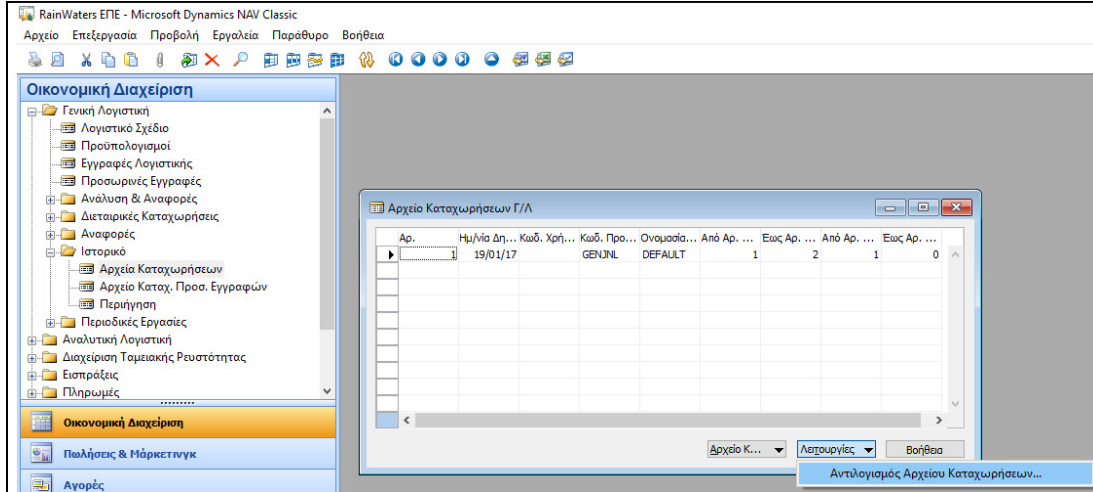 RainWaters ΕΠΕ - Microsoft Dynamics NAV Classic
Αρχείο Επεξεργασία Προβολή Εργαλεία Παράθυρο Βοήθεια
Οικονομική Διαχείριση
Γενική Λογιστική
Λογιστικό Σχέδιο
Προϋπολογισμοί
Εγγραφές Λογιστικής
Προσωρινές Εγγραφές
Ανάλυση & Αναφορές
Διεταιρικές Καταχωρήσεις
Αναφορές
Ιστορικό
Αρχεία Καταχωρήσεων
Αρχείο Καταχ. Προσ. Εγγραφών
Περιήγηση
Περιοδικές Εργασίες
Αναλυτική Λογιστική
Διαχείριση Ταμειακής Ρευστότητας
Εισπράξεις
Πληρωμές
Οικονομική Διαχείριση
Πωλήσεις & Μάρκετινγκ
Αγορές
Αρχείο Καταχωρήσεων Γ/Λ
Αρ. Ημ/νία Δη... Κωδ. Χρή... Κωδ. Προ... Ονομασία... Από Αρ. ... Έως Αρ. ... Από Αρ. ... Έως Αρ. ...
1 19/01/17 GENJNL DEFAULT 1 2 1 0
Αρχείο Κ... Λειτουργίες Βοήθεια
Αντιλογισμός Αρχείου Καταχωρήσεων...